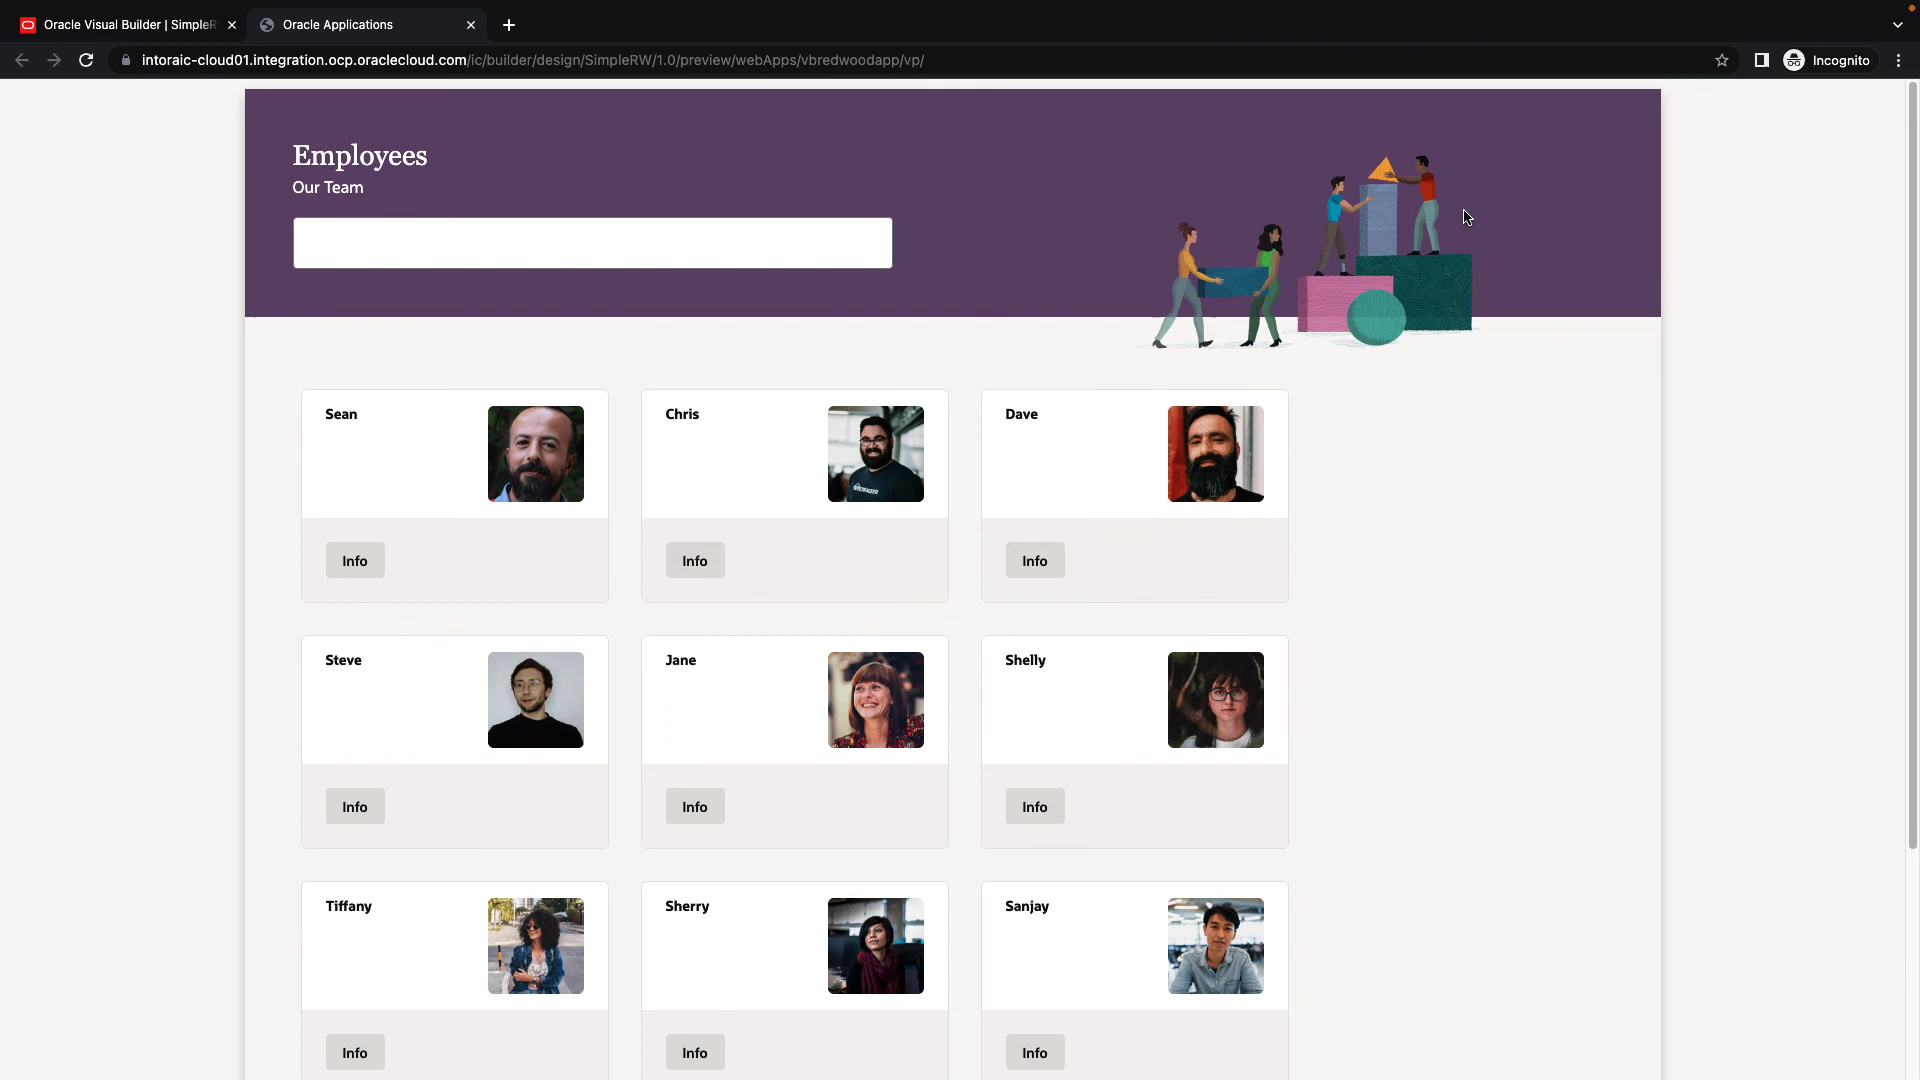 Oracle Visual Builder | SimpleR
Oracle Applications
intoraic-cloud01.integration.ocp.oraclecloud.com/ic/builder/design/SimpleRW/1.0/preview/webApps/vbredwoodapp/vp/
Incognito
Employees
Our Team
Sean
Chris
Dave
Info
Info
Info
Steve
Jane
Shelly
Info
Info
Info
Tiffany
Sherry
Sanjay
Info
Info
Info